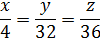 x/4 = y/32 = z/36